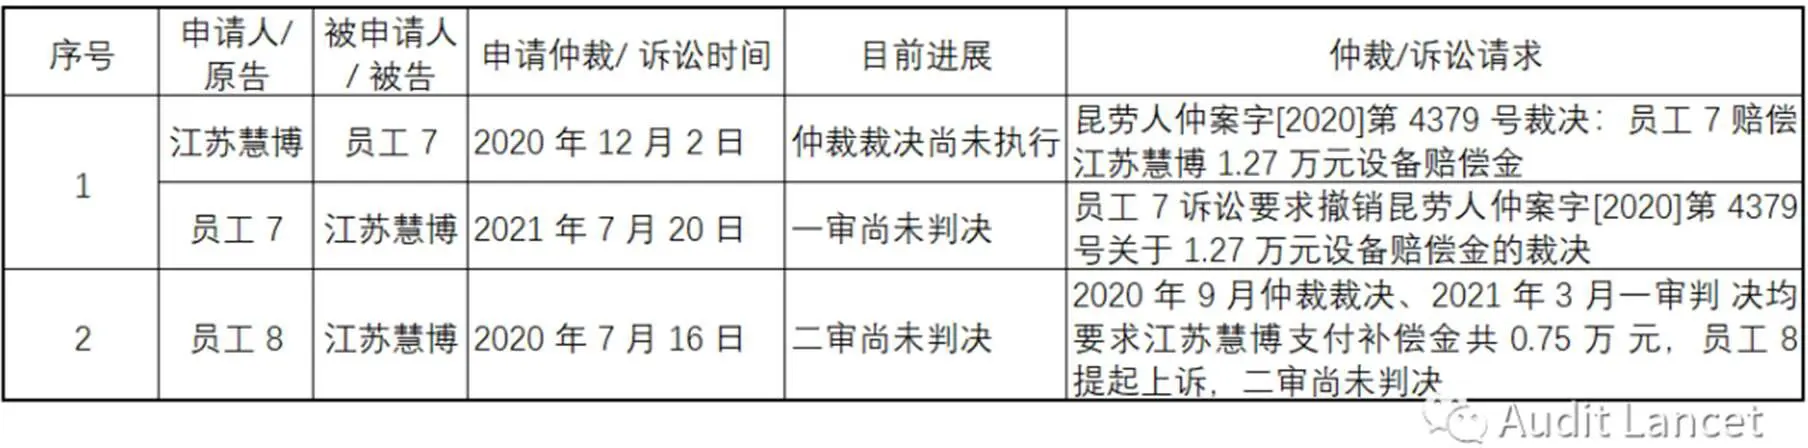 序号
申请人/
原告
被申请人
/ 被告
申请仲裁/ 诉讼时间
目前进展
仲裁/诉讼请求
1
江苏慧博
员工 7
2020 年 12 月 2 日
仲裁裁决尚未执行
昆劳人仲案字[2020]第 4379 号裁决：员工 7 赔偿
江苏慧博 1.27 万元设备赔偿金
员工 7
江苏慧博
2021 年 7 月 20 日
一审尚未判决
员工 7 诉讼要求撤销昆劳人仲案字[2020]第 4379
号关于 1.27 万元设备赔偿金的裁决
2
员工 8
江苏慧博
2020 年 7 月 16 日
二审尚未判决
2020 年 9 月仲裁裁决、2021 年 3 月一审判 决均
要求江苏慧博支付补偿金共 0.75 万 元，员工 8
提起上诉，二审尚未判决
Audit Lancet